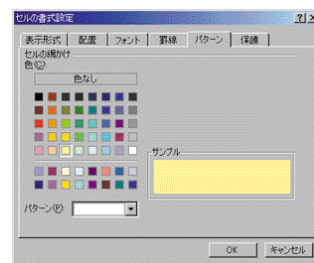 セルの書式設定
表示形式 配置 フォント 罫線 パターン 保護
セルの網かけ
色(C):
色なし
サンプル
パターン(P):
OK キャンセル